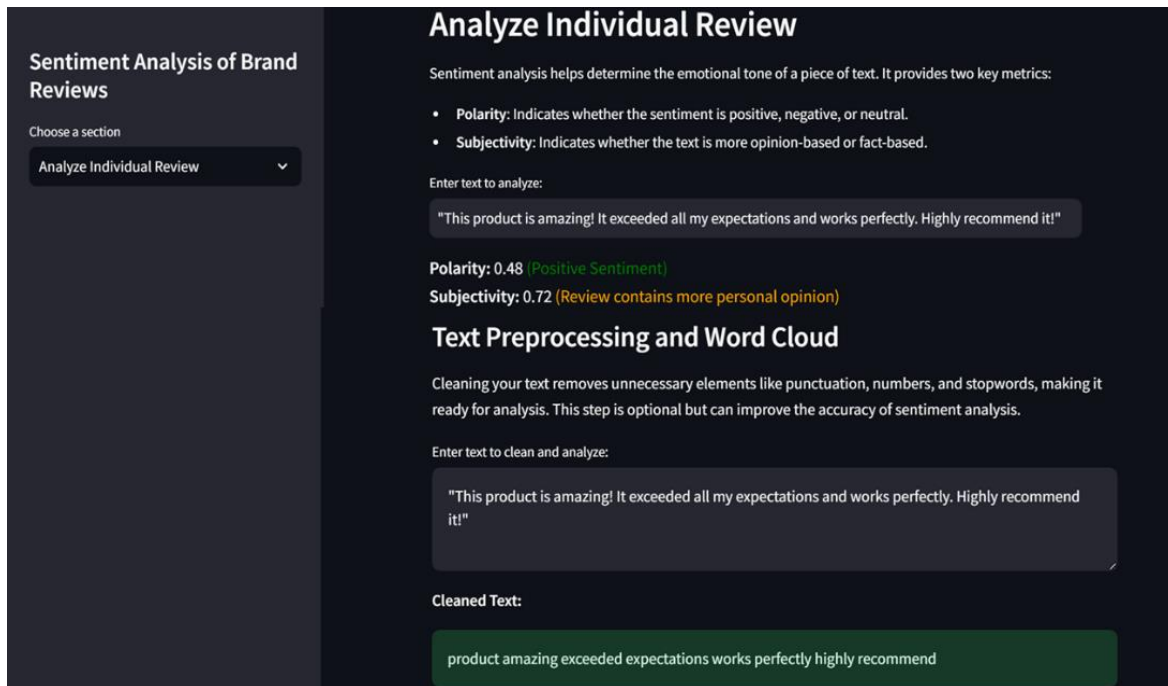 Sentiment Analysis of Brand
Reviews
Choose a section
Analyze Individual Review
Analyze Individual Review
Sentiment analysis helps determine the emotional tone of a piece of text. It provides two key metrics:
• Polarity: Indicates whether the sentiment is positive, negative, or neutral.
• Subjectivity: Indicates whether the text is more opinion-based or fact-based.
Enter text to analyze:
"This product is amazing! It exceeded all my expectations and works perfectly. Highly recommend it!"
Polarity: 0.48 (Positive Sentiment)
Subjectivity: 0.72 (Review contains more personal opinion)
Text Preprocessing and Word Cloud
Cleaning your text removes unnecessary elements like punctuation, numbers, and stopwords, making it
ready for analysis. This step is optional but can improve the accuracy of sentiment analysis.
Enter text to clean and analyze:
"This product is amazing! It exceeded all my expectations and works perfectly. Highly recommend
it!"
Cleaned Text:
product amazing exceeded expectations works perfectly highly recommend